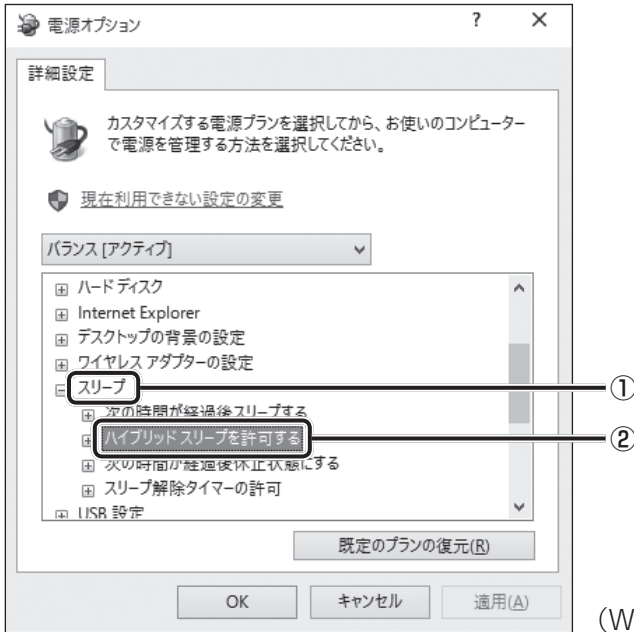 電源オプション
?
×
詳細設定
カスタマイズする電源プランを選択してから、お使いのコンピューター
で電源を管理する方法を選択してください。
現在利用できない設定の変更
バランス [アクティブ]
ハード ディスク
Internet Explorer
デスクトップの背景の設定
ワイヤレス アダプターの設定
スリープ
①
次の時間が経過後スリープする
ハイブリッド スリープを許可する
②
次の時間が経過後休止状態にする
スリープ解除タイマーの許可
USB 設定
既定のプランの復元(R)
OK
キャンセル
適用(A)
(W